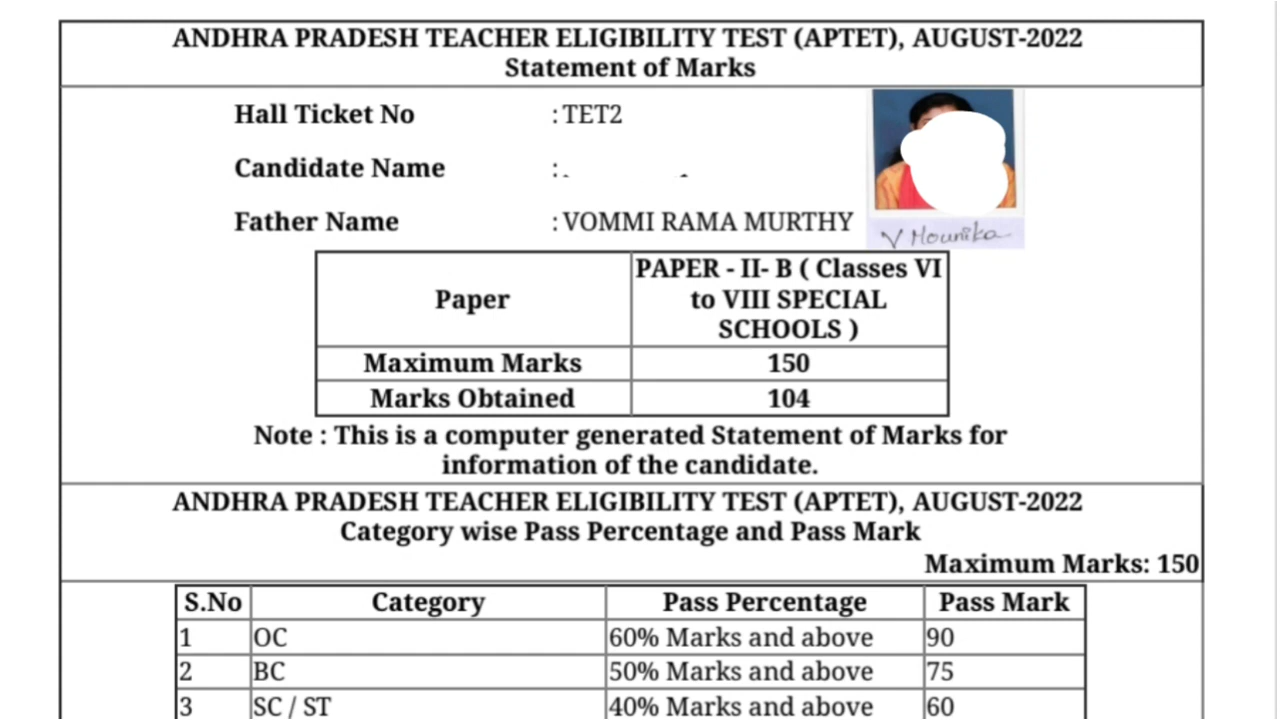 ANDHRA PRADESH TEACHER ELIGIBILITY TEST (APTET), AUGUST-2022
Statement of Marks
Hall Ticket No : TET2
Candidate Name :
Father Name : VOMMI RAMA MURTHY
V Mounika
Paper PAPER - II- B ( Classes VI
to VIII SPECIAL
SCHOOLS )
Maximum Marks 150
Marks Obtained 104
Note : This is a computer generated Statement of Marks for
information of the candidate.
ANDHRA PRADESH TEACHER ELIGIBILITY TEST (APTET), AUGUST-2022
Category wise Pass Percentage and Pass Mark
Maximum Marks: 150
S.No Category Pass Percentage Pass Mark
1 OC 60% Marks and above 90
2 BC 50% Marks and above 75
3 SC / ST 40% Marks and above 60